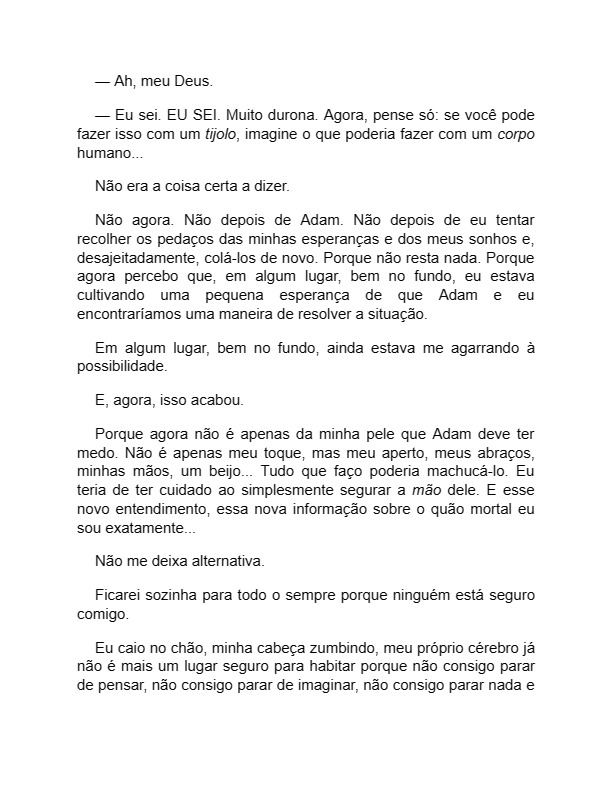 — Ah, meu Deus.
— Eu sei. EU SEI. Muito durona. Agora, pense só: se você pode
fazer isso com um tijolo, imagine o que poderia fazer com um corpo
humano...
Não era a coisa certa a dizer.
Não agora. Não depois de Adam. Não depois de eu tentar
recolher os pedaços das minhas esperanças e dos meus sonhos e,
desajeitadamente, colá-los de novo. Porque não resta nada. Porque
agora percebo que, em algum lugar, bem no fundo, eu estava
cultivando uma pequena esperança de que Adam e eu
encontraríamos uma maneira de resolver a situação.
Em algum lugar, bem no fundo, ainda estava me agarrando à
possibilidade.
E, agora, isso acabou.
Porque agora não é apenas da minha pele que Adam deve ter
medo. Não é apenas meu toque, mas meu aperto, meus abraços,
minhas mãos, um beijo... Tudo que faço poderia machucá-lo. Eu
teria de ter cuidado ao simplesmente segurar a mão dele. E esse
novo entendimento, essa nova informação sobre o quão mortal eu
sou exatamente...
Não me deixa alternativa.
Ficarei sozinha para todo o sempre porque ninguém está seguro
comigo.
Eu caio no chão, minha cabeça zumbindo, meu próprio cérebro já
não é mais um lugar seguro para habitar porque não consigo parar
de pensar, não consigo parar de imaginar, não consigo parar nada e